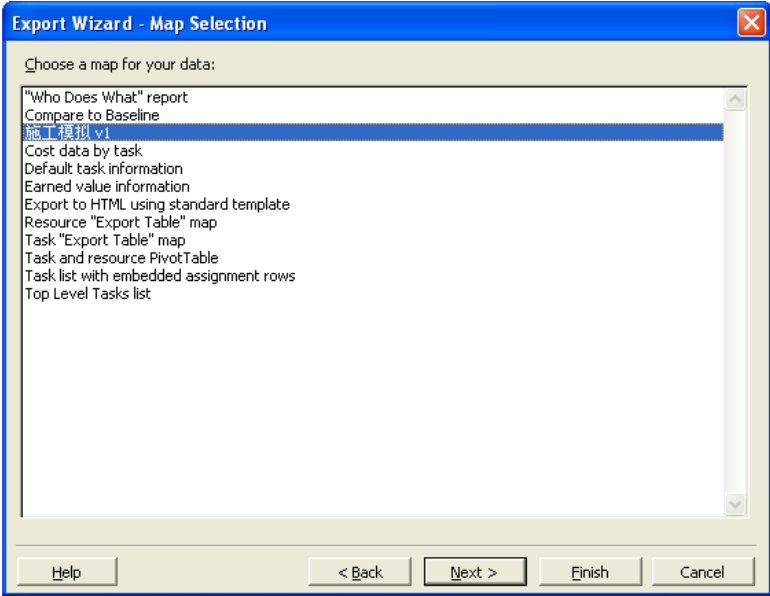 Export Wizard - Map Selection
Choose a map for your data:
"Who Does What" report
Compare to Baseline
施工模拟 v1
Cost data by task
Default task information
Earned value information
Export to HTML using standard template
Resource "Export Table" map
Task "Export Table" map
Task and resource PivotTable
Task list with embedded assignment rows
Top Level Tasks list
Help < Back Next > Finish Cancel